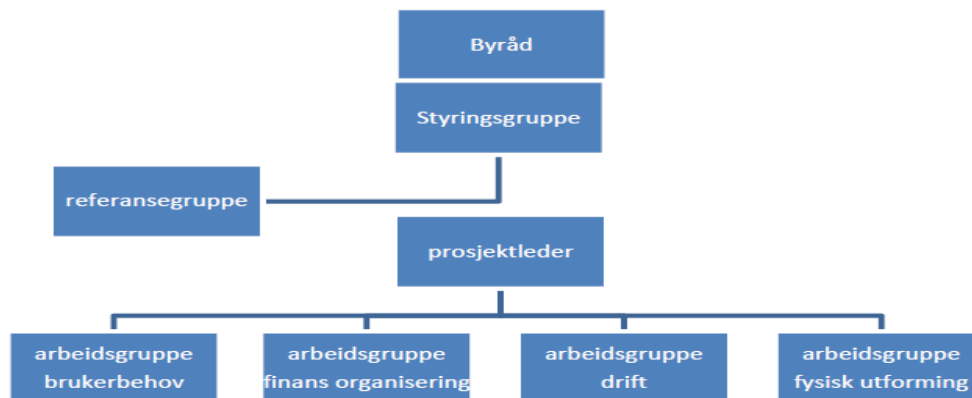 Byråd
Styringsgruppe
referansegruppe
prosjektleder
arbeidsgruppe
brukerbehov
arbeidsgruppe
finans organisering
arbeidsgruppe
drift
arbeidsgruppe
fysisk utforming